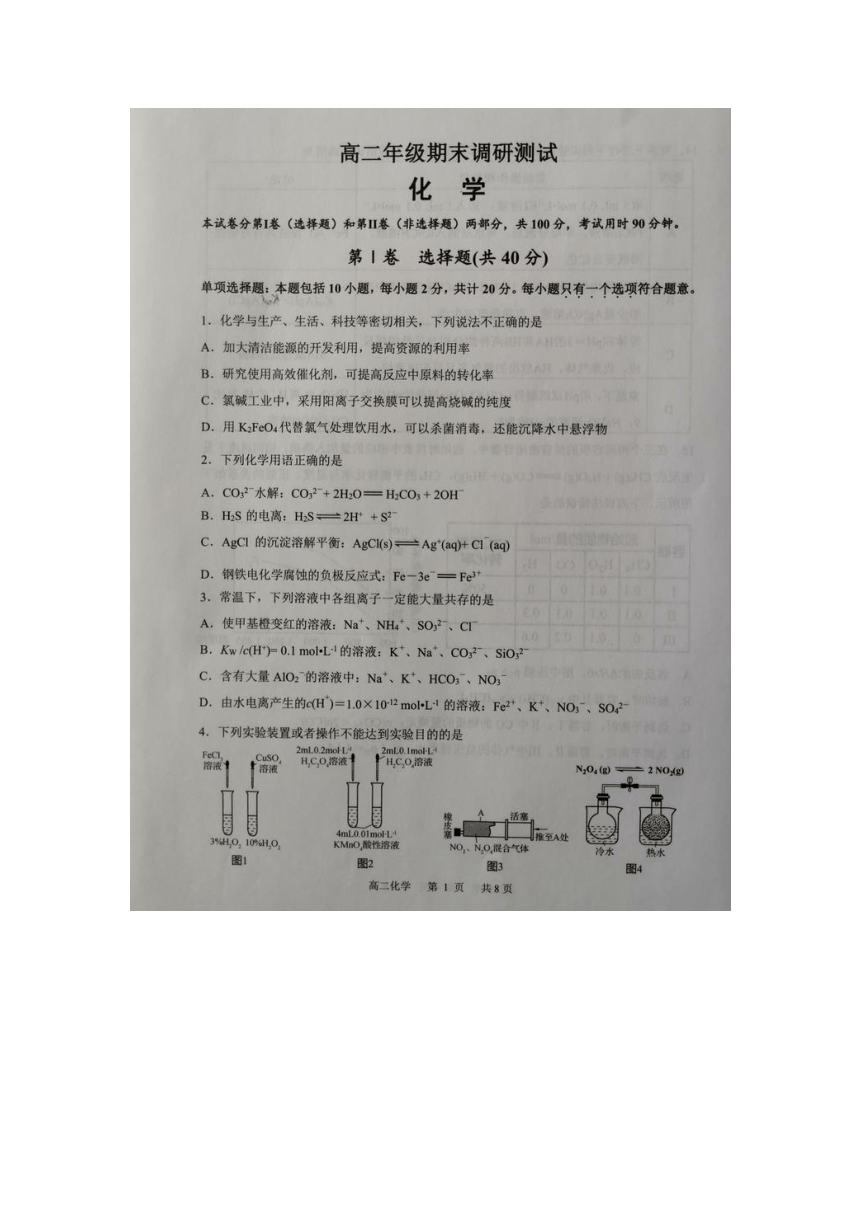 高二年级期末调研测试
化 学
本试卷分第I卷（选择题）和第II卷（非选择题）两部分，共 100 分，考试用时 90 分钟。
第 I 卷 选择题(共 40 分)
单项选择题：本题包括 10 小题，每小题 2 分，共计 20 分。每小题只有一个选项符合题意。
1．化学与生产、生活、科技等密切相关，下列说法不正确的是
A．加大清洁能源的开发利用，提高资源的利用率
B．研究使用高效催化剂，可提高反应中原料的转化率
C．氯碱工业中，采用阳离子交换膜可以提高烧碱的纯度
D．用 K₂FeO₄代替氯气处理饮用水，可以杀菌消毒，还能沉降水中悬浮物
2．下列化学用语正确的是
A．CO₃²⁻水解：CO₃²⁻+ 2H₂O＝H₂CO₃ + 2OH⁻
B．H₂S 的电离：H₂S⇌2H⁺ + S²⁻
C．AgCl 的沉淀溶解平衡：AgCl(s)⇌Ag⁺(aq)+ Cl⁻(aq)
D．钢铁电化学腐蚀的负极反应式：Fe－3e⁻＝Fe³⁺
3．常温下，下列溶液中各组离子一定能大量共存的是
A．使甲基橙变红的溶液：Na⁺、NH₄⁺、SO₃²⁻、Cl⁻
B．Kw /c(H⁺)= 0.1 mol•L⁻¹ 的溶液：K⁺、Na⁺、CO₃²⁻、SiO₃²⁻
C．含有大量 AlO₂⁻的溶液中：Na⁺、K⁺、HCO₃⁻、NO₃⁻
D．由水电离产生的c(H⁺)＝1.0×10⁻¹² mol•L⁻¹ 的溶液：Fe²⁺、K⁺、NO₃⁻、SO₄²⁻
4．下列实验装置或者操作不能达到实验目的的是
FeCl₃溶液 CuSO₄溶液
3%H₂O₂ 10%H₂O₂
图1
2mL0.2mol·L⁻¹ H₂C₂O₄溶液 2mL0.1mol·L⁻¹ H₂C₂O₄溶液
4mL0.01mol·L⁻¹
KMnO₄酸性溶液
图2
橡皮塞 A 活塞 推至A处
NO₂、N₂O₄混合气体
图3
N₂O₄ (g) ⇌ 2 NO₂(g)
冷水 热水
图4
高二化学 第 1 页 共 8 页